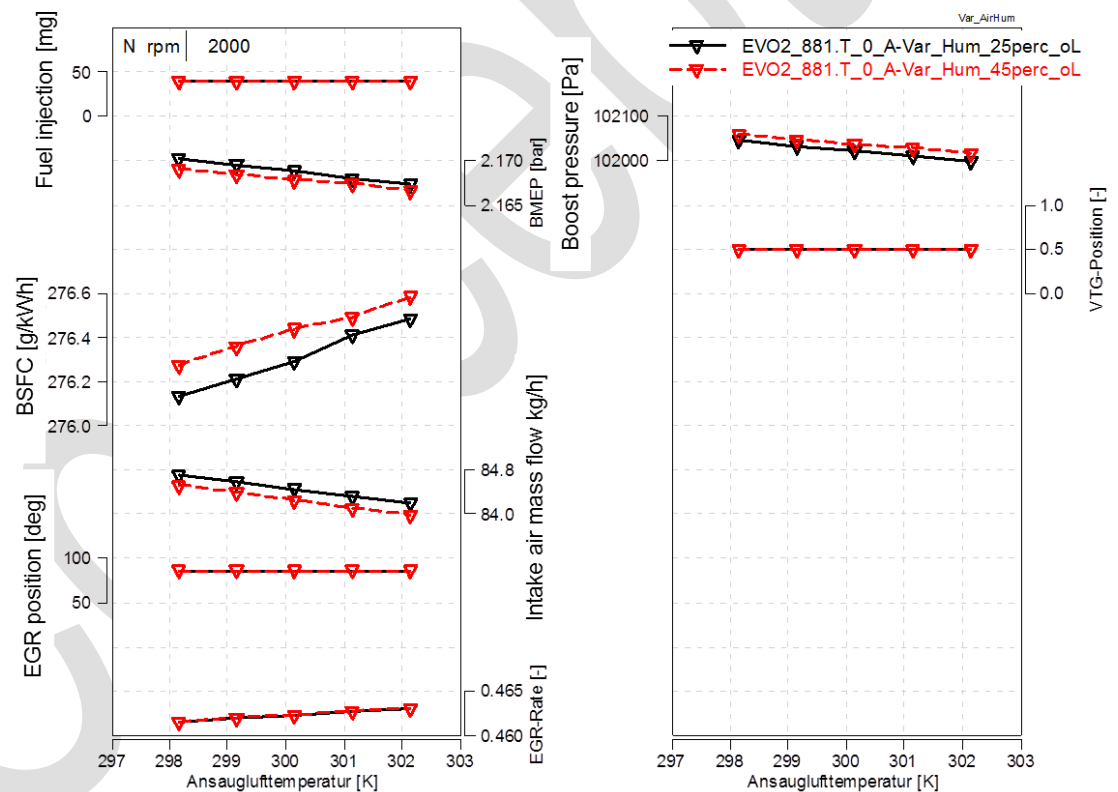 Var_AirHum
N rpm 2000
EVO2_881.T_0_A-Var_Hum_25perc_oL
EVO2_881.T_0_A-Var_Hum_45perc_oL
Fuel injection [mg]
50
0
BMEP [bar]
2.170
2.165
BSFC [g/kWh]
276.6
276.4
276.2
276.0
Intake air mass flow kg/h
84.8
84.0
EGR position [deg]
100
50
EGR-Rate [-]
0.465
0.460
297 298 299 300 301 302 303
Ansauglufttemperatur [K]
Boost pressure [Pa]
102100
102000
VTG-Position [-]
1.0
0.5
0.0
297 298 299 300 301 302 303
Ansauglufttemperatur [K]